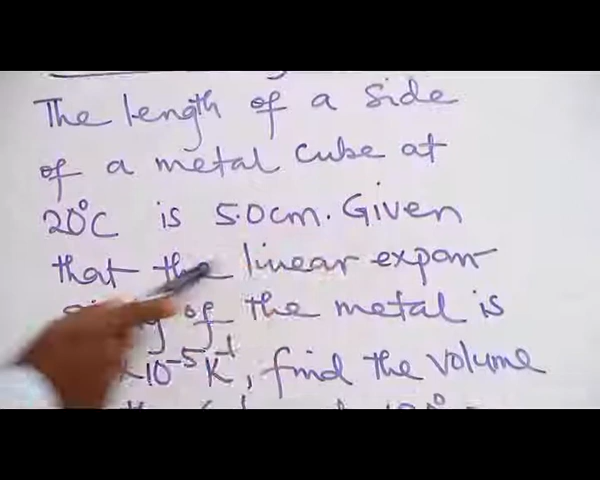 The length of a side
of a metal cube at
20°C is 5.0cm. Given
that the linear expan
of the metal is
×10⁻⁵K⁻¹, find the volume